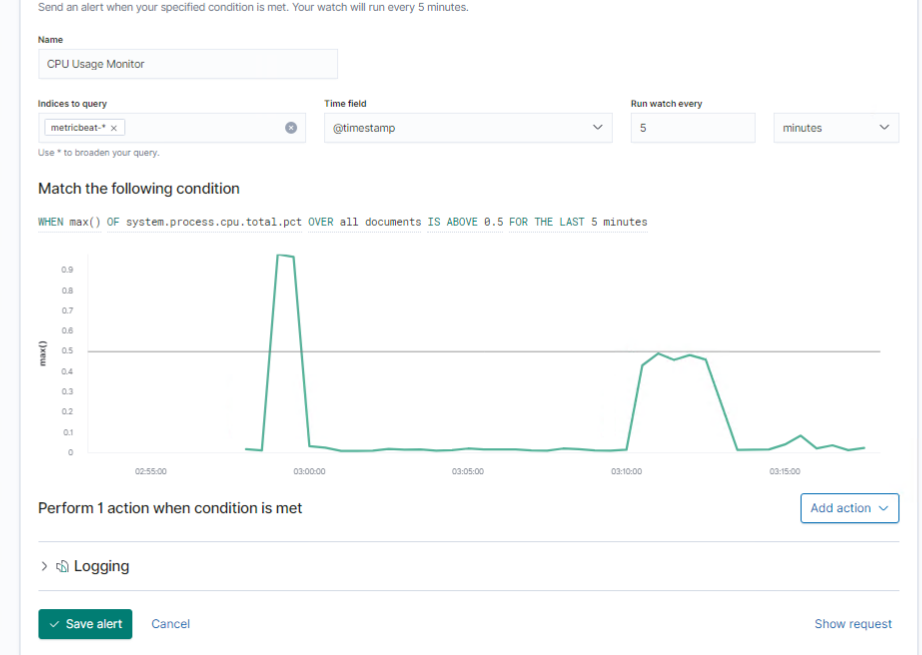 Send an alert when your specified condition is met. Your watch will run every 5 minutes.
Name
CPU Usage Monitor
Indices to query
Time field
Run watch every
metricbeat-* ×
@timestamp
5
minutes
Use * to broaden your query.
Match the following condition
WHEN max() OF system.process.cpu.total.pct OVER all documents IS ABOVE 0.5 FOR THE LAST 5 minutes
max()
0.9
0.8
0.7
0.6
0.5
0.4
0.3
0.2
0.1
0
02:55:00
03:00:00
03:05:00
03:10:00
03:15:00
Perform 1 action when condition is met
Add action
Logging
Save alert
Cancel
Show request